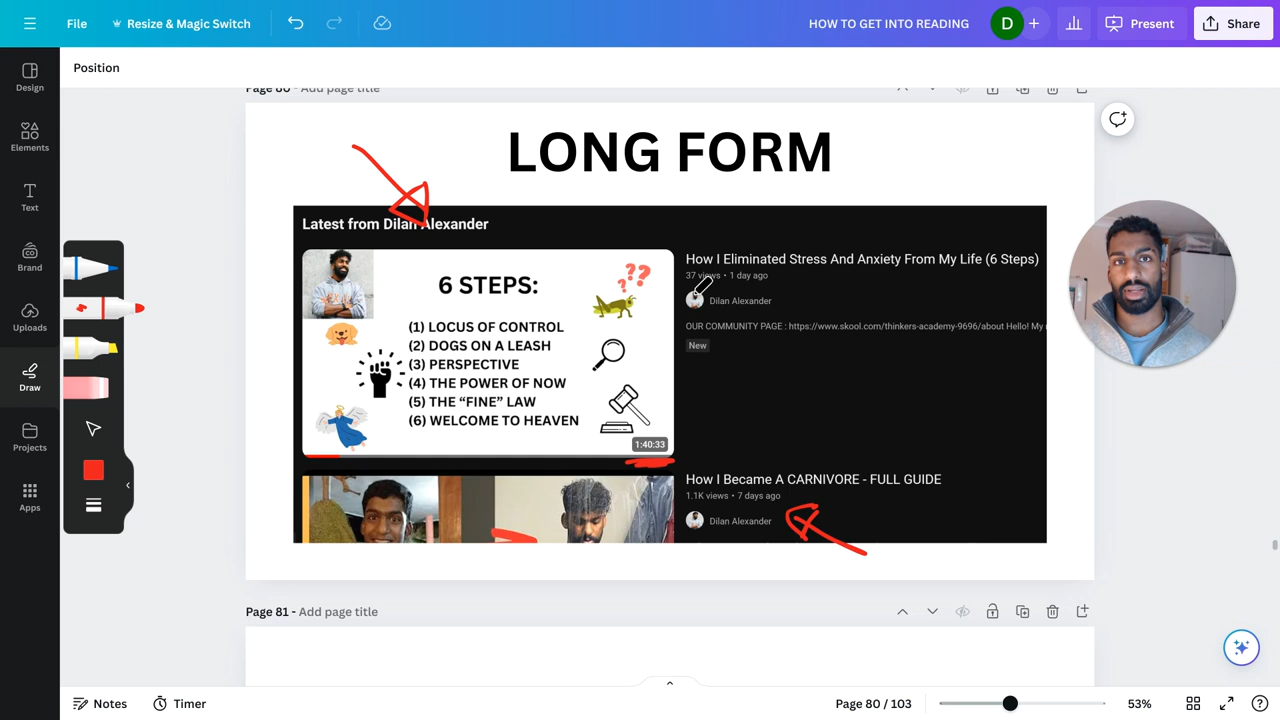 File
Resize & Magic Switch
HOW TO GET INTO READING
D
Present
Share
Position
Design
Elements
Text
Brand
Uploads
Draw
Projects
Apps
Page 80 - Add page title
LONG FORM
Latest from Dilan Alexander
6 STEPS:
(1) LOCUS OF CONTROL
(2) DOGS ON A LEASH
(3) PERSPECTIVE
(4) THE POWER OF NOW
(5) THE “FINE” LAW
(6) WELCOME TO HEAVEN
1:40:33
How I Eliminated Stress And Anxiety From My Life (6 Steps)
37 views • 1 day ago
Dilan Alexander
OUR COMMUNITY PAGE : https://www.skool.com/thinkers-academy-9696/about Hello! My
New
How I Became A CARNIVORE - FULL GUIDE
1.1K views • 7 days ago
Dilan Alexander
Page 81 - Add page title
Notes
Timer
Page 80 / 103
53%